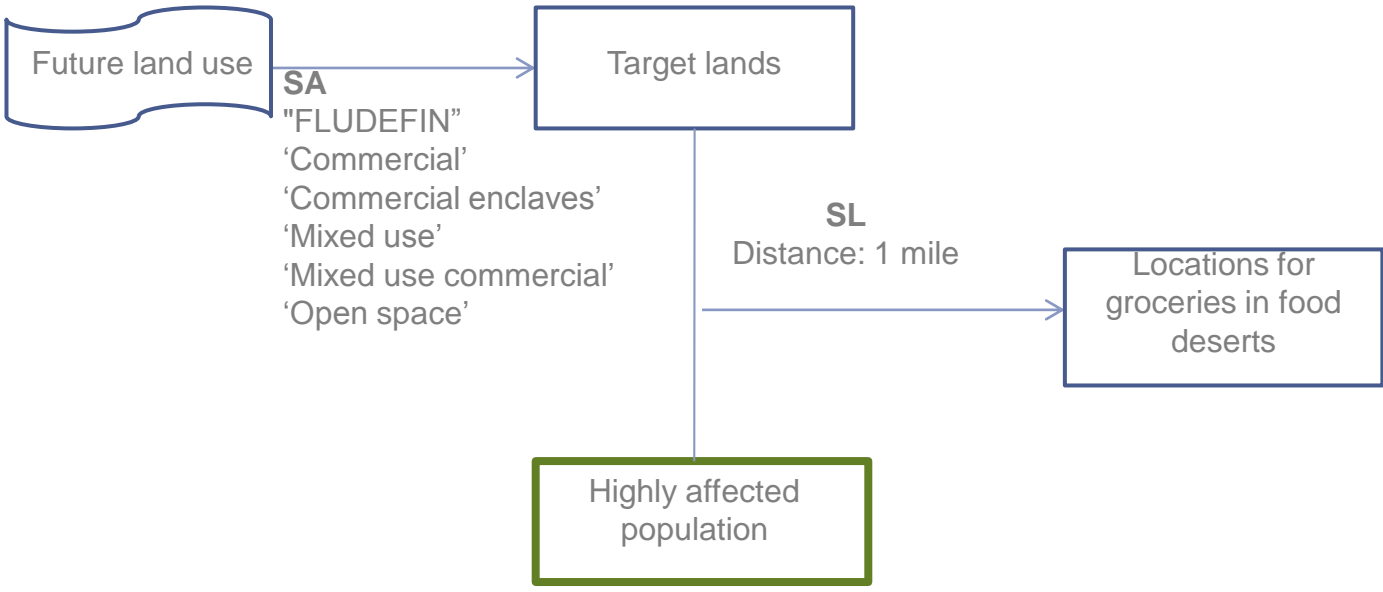 Future land use
Target lands
SA
"FLUDEFIN”
‘Commercial’
‘Commercial enclaves’
‘Mixed use’
‘Mixed use commercial’
‘Open space’
SL
Distance: 1 mile
Locations for
groceries in food
deserts
Highly affected
population